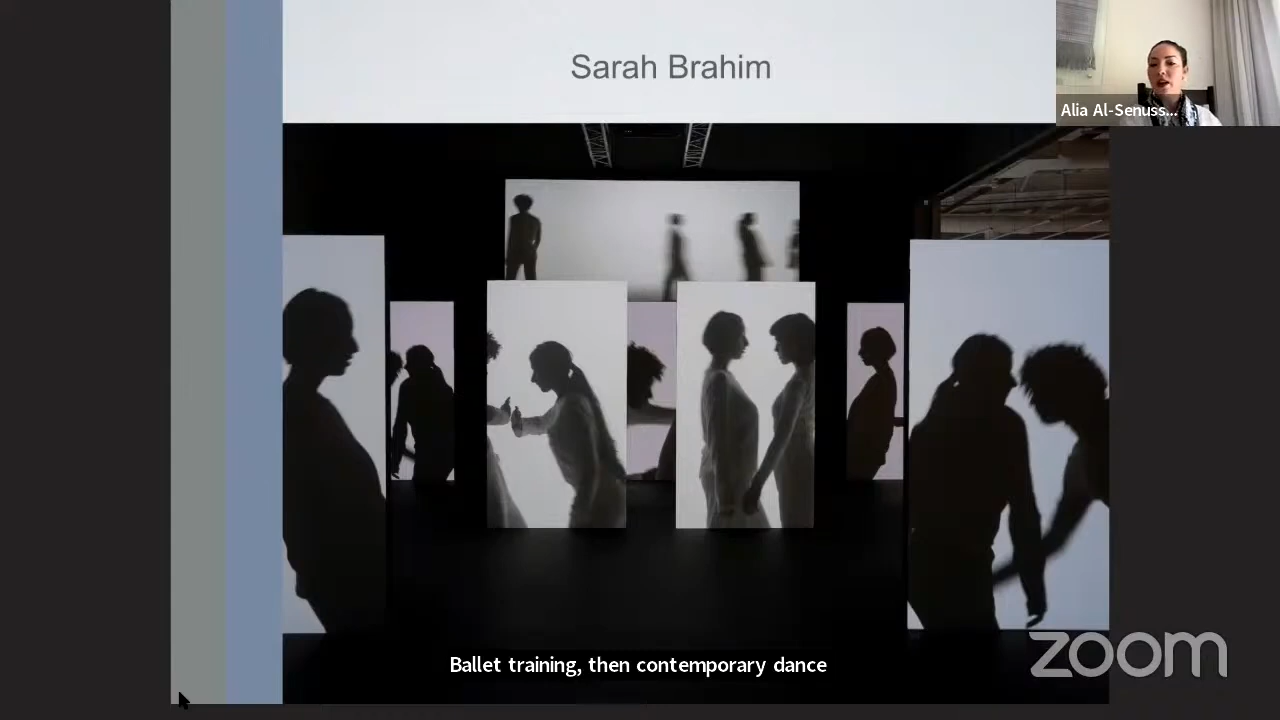 Sarah Brahim
Alia Al-Senuss...
Ballet training, then contemporary dance
zoom